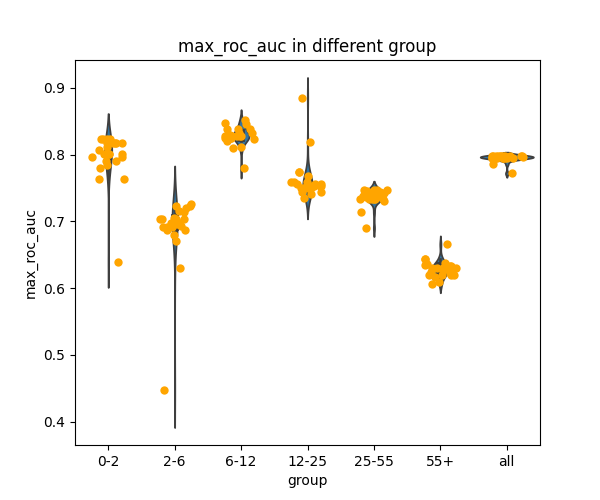 max_roc_auc in different group
max_roc_auc
0.9
0.8
0.7
0.6
0.5
0.4
0-2 2-6 6-12 12-25 25-55 55+ all
group